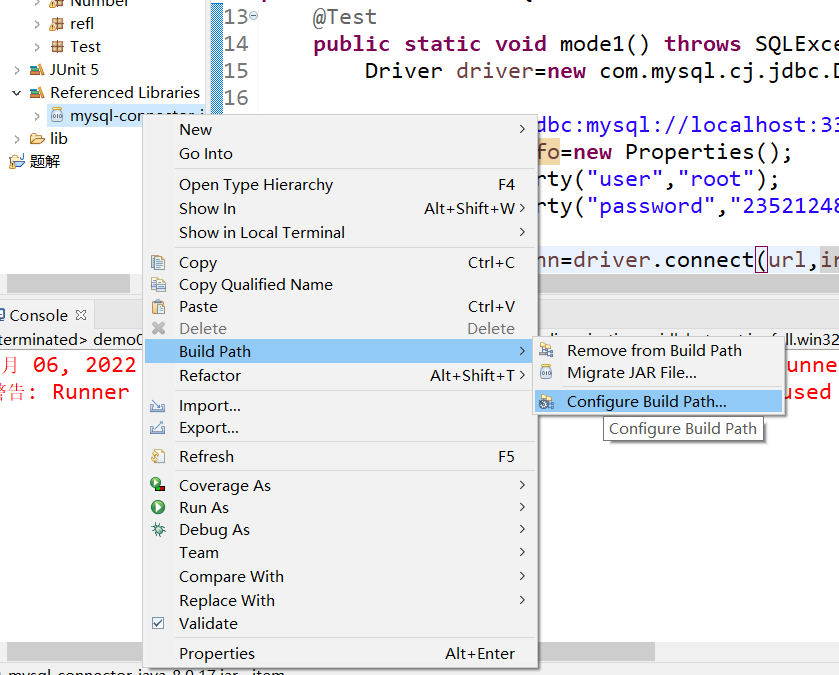 Number
refl
Test
JUnit 5
Referenced Libraries
mysql-connector-j
lib
题解
13
@Test
14
public static void mode1() throws SQLExce
15
Driver driver=new com.mysql.cj.jdbc.D
16
dbc:mysql://localhost:33
fo=new Properties();
rty("user","root");
rty("password","23521248
nn=driver.connect(url,in
New
Go Into
Open Type Hierarchy F4
Show In Alt+Shift+W
Show in Local Terminal
Copy Ctrl+C
Copy Qualified Name
Paste Ctrl+V
Delete Delete
Build Path
Refactor Alt+Shift+T
Import...
Export...
Refresh F5
Coverage As
Run As
Debug As
Team
Compare With
Replace With
Validate
Properties Alt+Enter
Remove from Build Path
Migrate JAR File...
Configure Build Path...
Configure Build Path
Console
terminated> demo0
full.win32
月 06, 2022
unne
警告: Runner
used
mysql-connector-java-8.0.17.jar - item